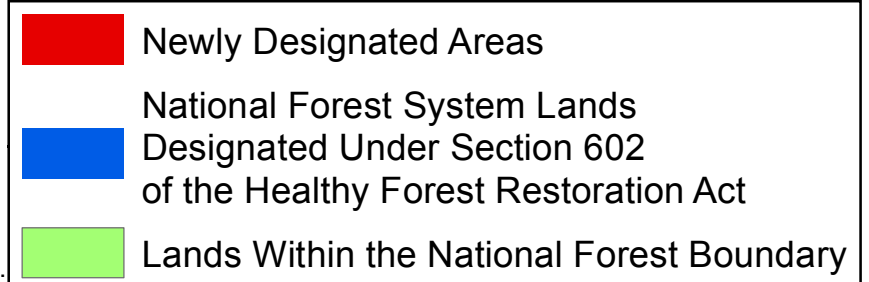 Newly Designated Areas
National Forest System Lands
Designated Under Section 602
of the Healthy Forest Restoration Act
Lands Within the National Forest Boundary